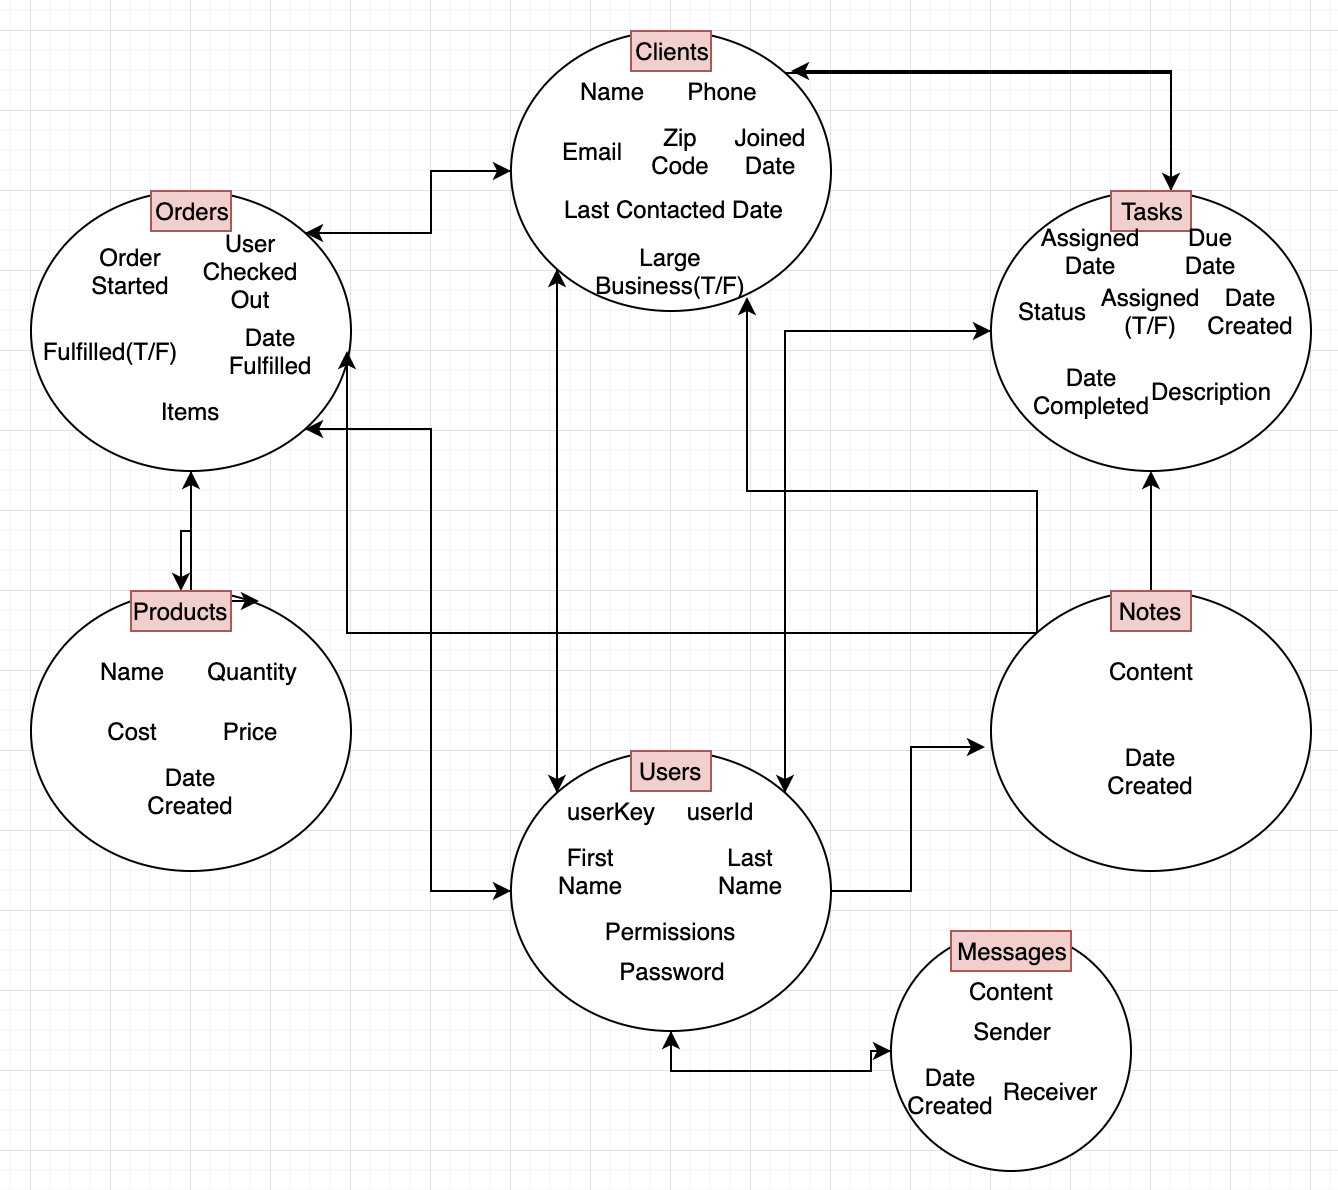 Clients
Name Phone
Email
Zip
Code
Joined
Date
Last Contacted Date
Large
Business(T/F)
Orders
Order
Started
User
Checked
Out
Fulfilled(T/F)
Date
Fulfilled
Items
Tasks
Assigned
Date
Due
Date
Status
Assigned
(T/F)
Date
Created
Date
Completed
Description
Products
Name Quantity
Cost Price
Date
Created
Notes
Content
Date
Created
Users
userKey userId
First
Name
Last
Name
Permissions
Password
Messages
Content
Sender
Date
Created
Receiver